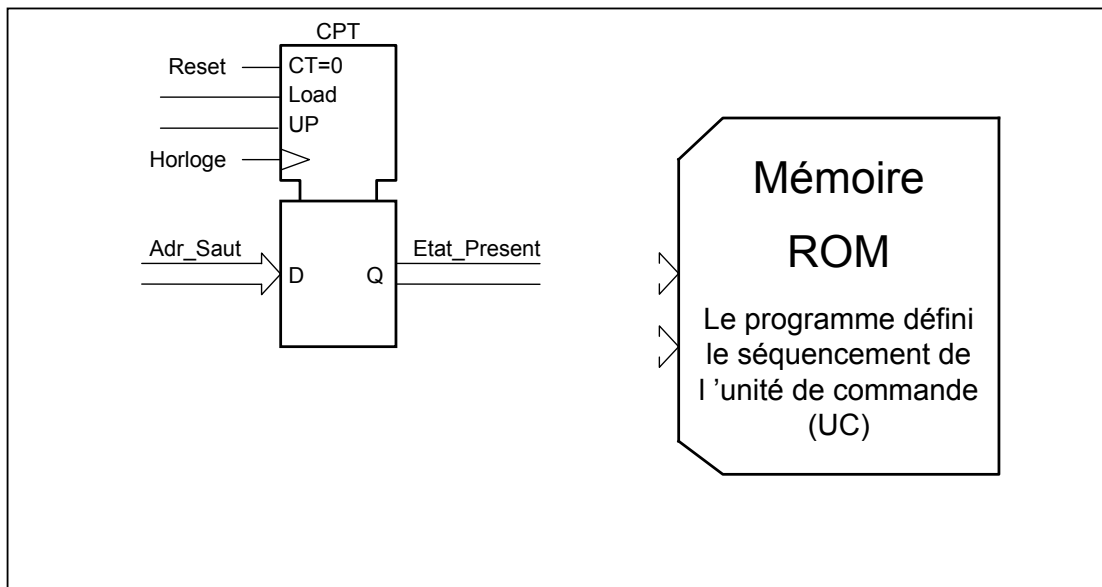 CPT
Reset
CT=0
Load
UP
Horloge
Adr_Saut
D
Q
Etat_Present
Mémoire
ROM
Le programme défini
le séquencement de
l ’unité de commande
(UC)